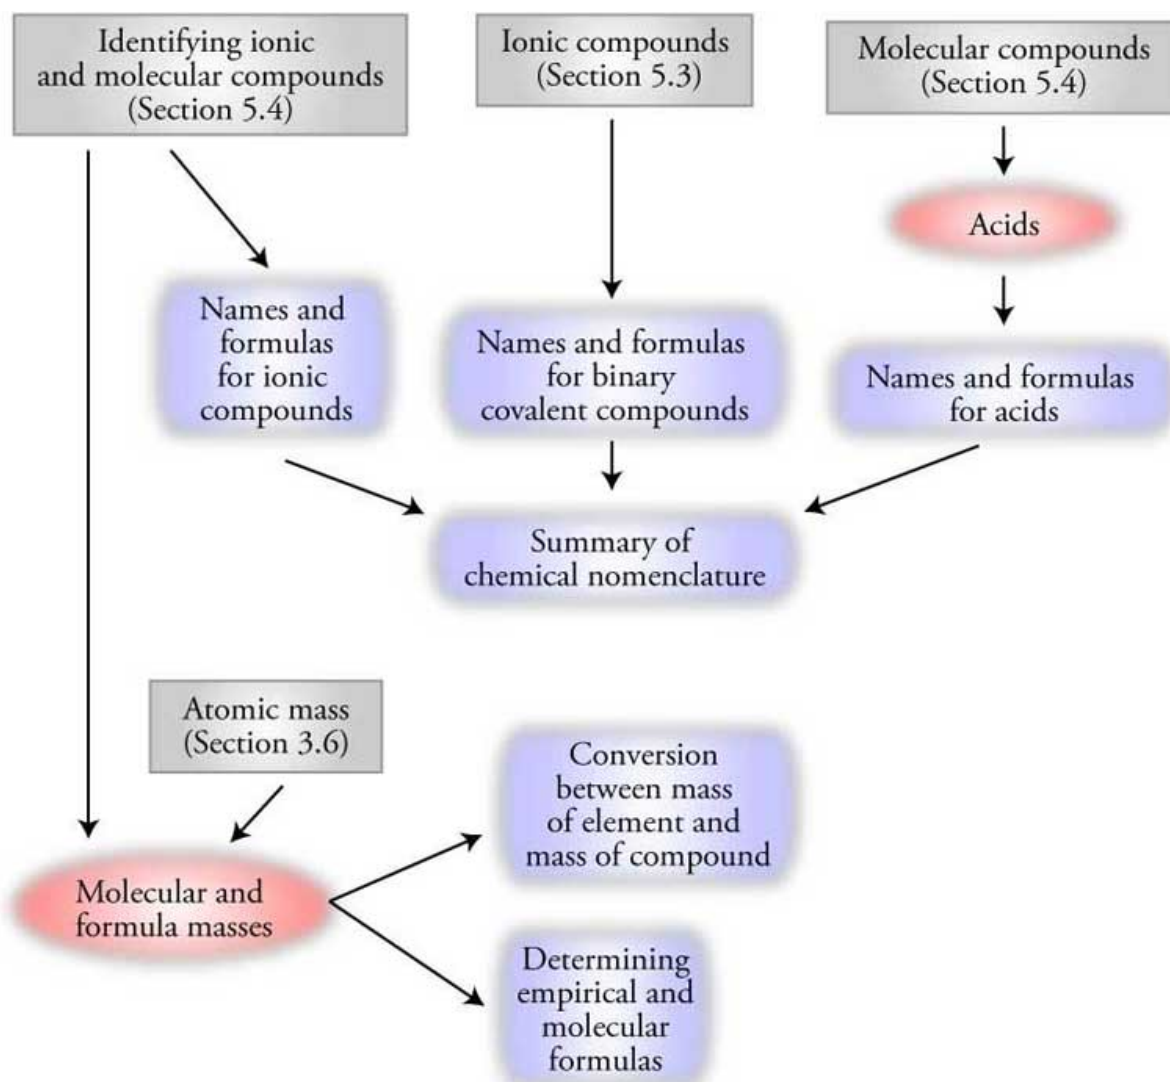 Identifying ionic
and molecular compounds
(Section 5.4)
Ionic compounds
(Section 5.3)
Molecular compounds
(Section 5.4)
Acids
Names and
formulas
for ionic
compounds
Names and formulas
for binary
covalent compounds
Names and formulas
for acids
Summary of
chemical nomenclature
Atomic mass
(Section 3.6)
Conversion
between mass
of element and
mass of compound
Molecular and
formula masses
Determining
empirical and
molecular
formulas